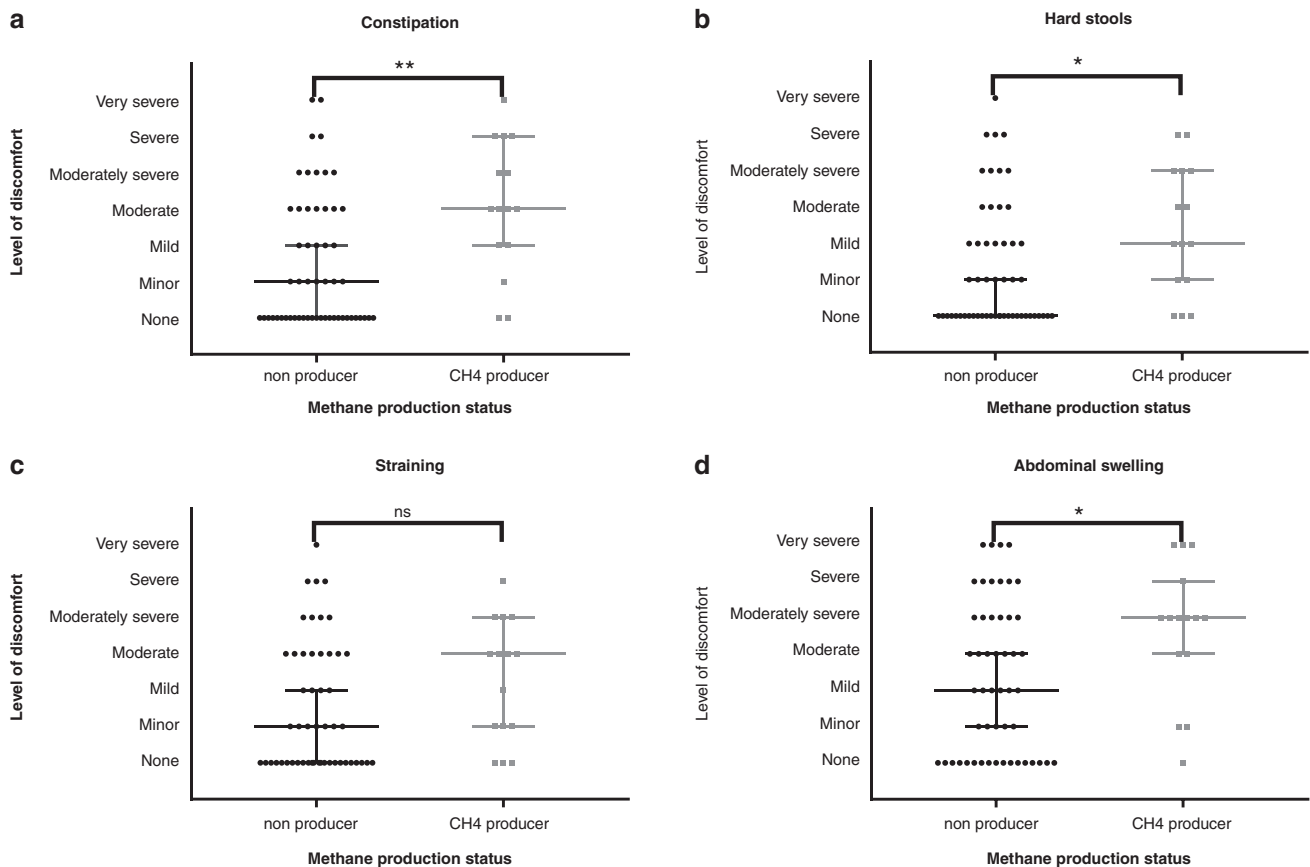 a
Constipation
**
Level of discomfort
Very severe
Severe
Moderately severe
Moderate
Mild
Minor
None
non producer
CH4 producer
Methane production status
b
Hard stools
*
Level of discomfort
Very severe
Severe
Moderately severe
Moderate
Mild
Minor
None
non producer
CH4 producer
Methane production status
c
Straining
ns
Level of discomfort
Very severe
Severe
Moderately severe
Moderate
Mild
Minor
None
non producer
CH4 producer
Methane production status
d
Abdominal swelling
*
Level of discomfort
Very severe
Severe
Moderately severe
Moderate
Mild
Minor
None
non producer
CH4 producer
Methane production status